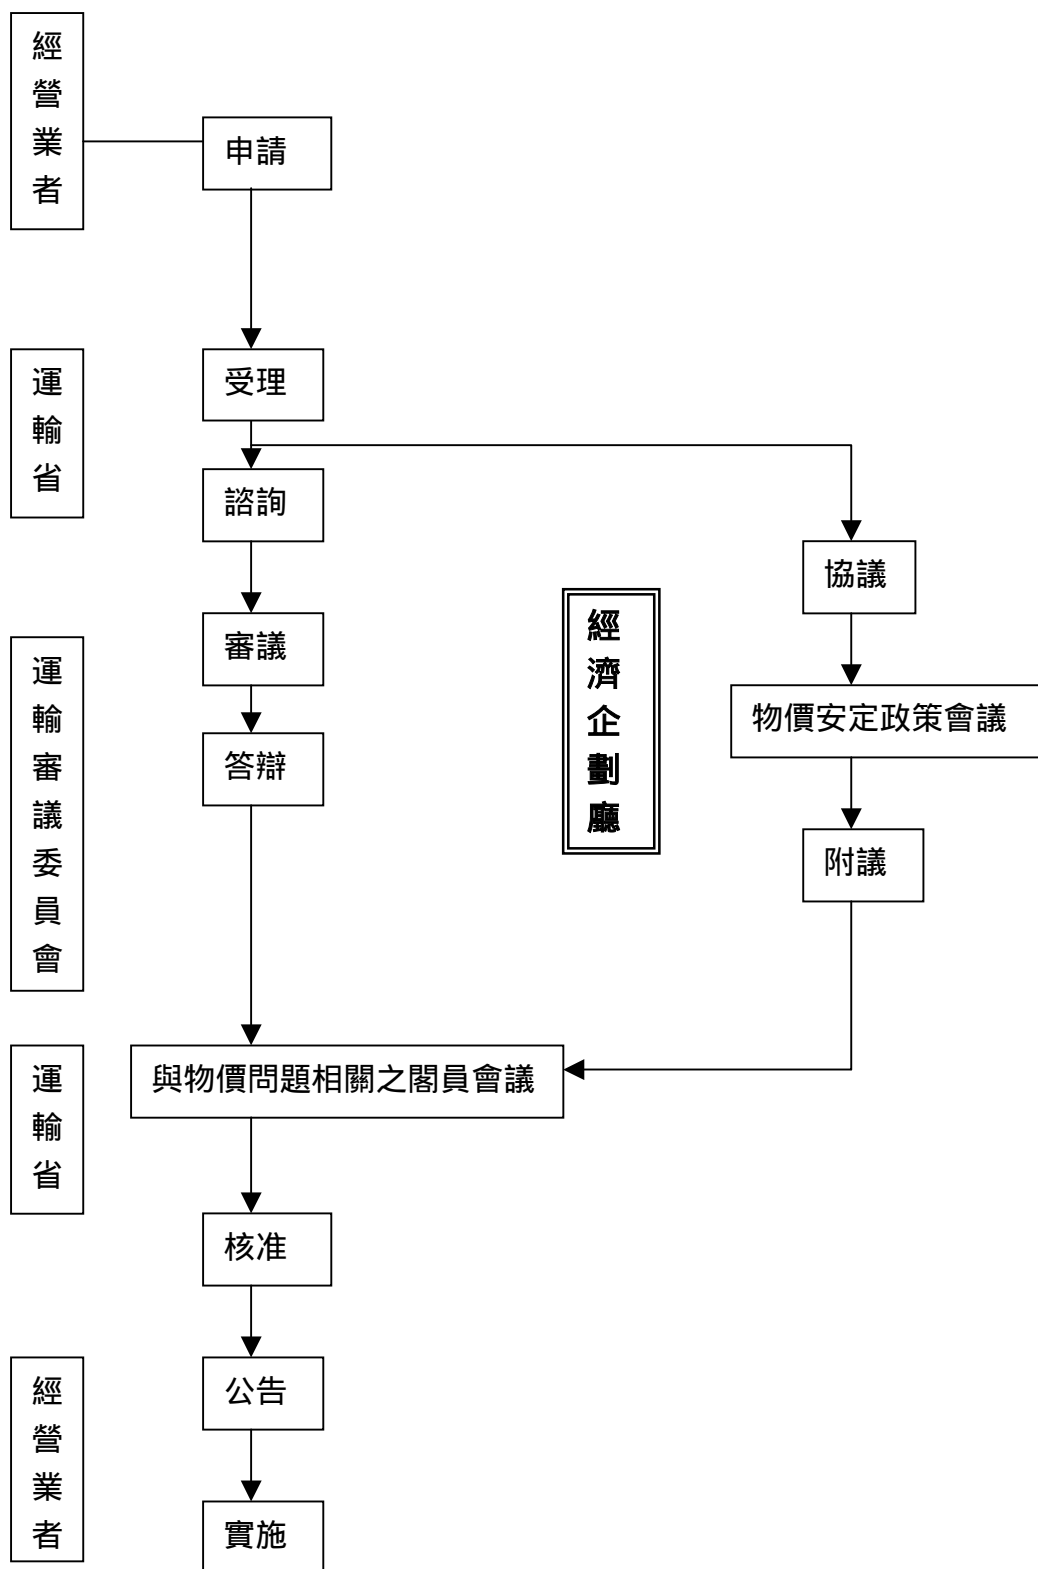 經營業者
申請
運輸省
受理
諮詢
協議
經濟企劃廳
運輸審議委員會
審議
物價安定政策會議
答辯
附議
運輸省
與物價問題相關之閣員會議
核准
經營業者
公告
實施